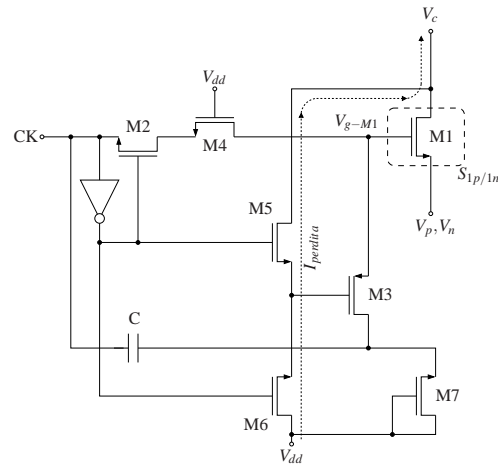 V_c
V_dd
CK
M2
M4
V_g−M1
M1
S_1p/1n
M5
V_p,V_n
I_perdita
M3
C
M7
M6
V_dd